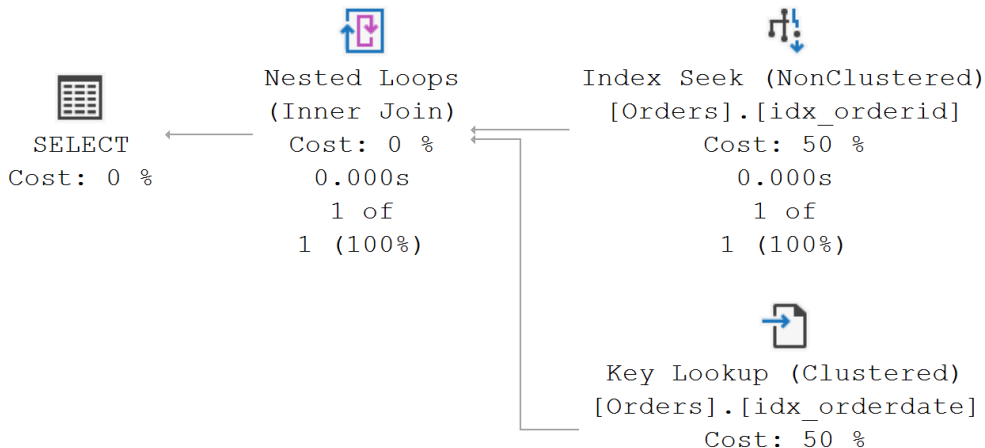 SELECT
Cost: 0 %
Nested Loops
(Inner Join)
Cost: 0 %
0.000s
1 of
1 (100%)
Index Seek (NonClustered)
[Orders].[idx_orderid]
Cost: 50 %
0.000s
1 of
1 (100%)
Key Lookup (Clustered)
[Orders].[idx_orderdate]
Cost: 50 %